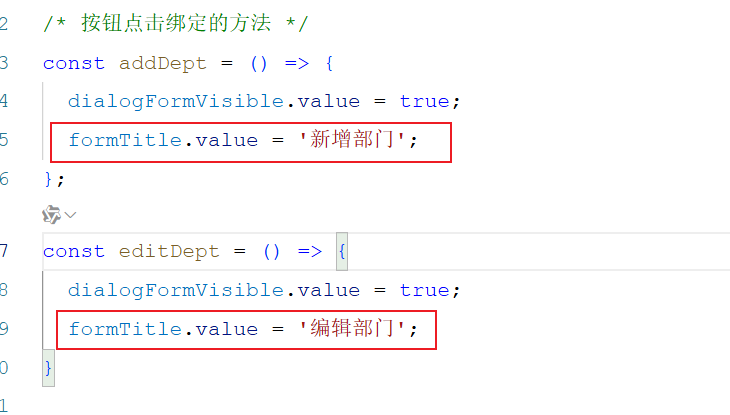 2 /* 按钮点击绑定的方法 */
3 const addDept = () => {
4 dialogFormVisible.value = true;
5 formTitle.value = '新增部门';
6 };
7 const editDept = () => {
8 dialogFormVisible.value = true;
9 formTitle.value = '编辑部门';
0 }
1